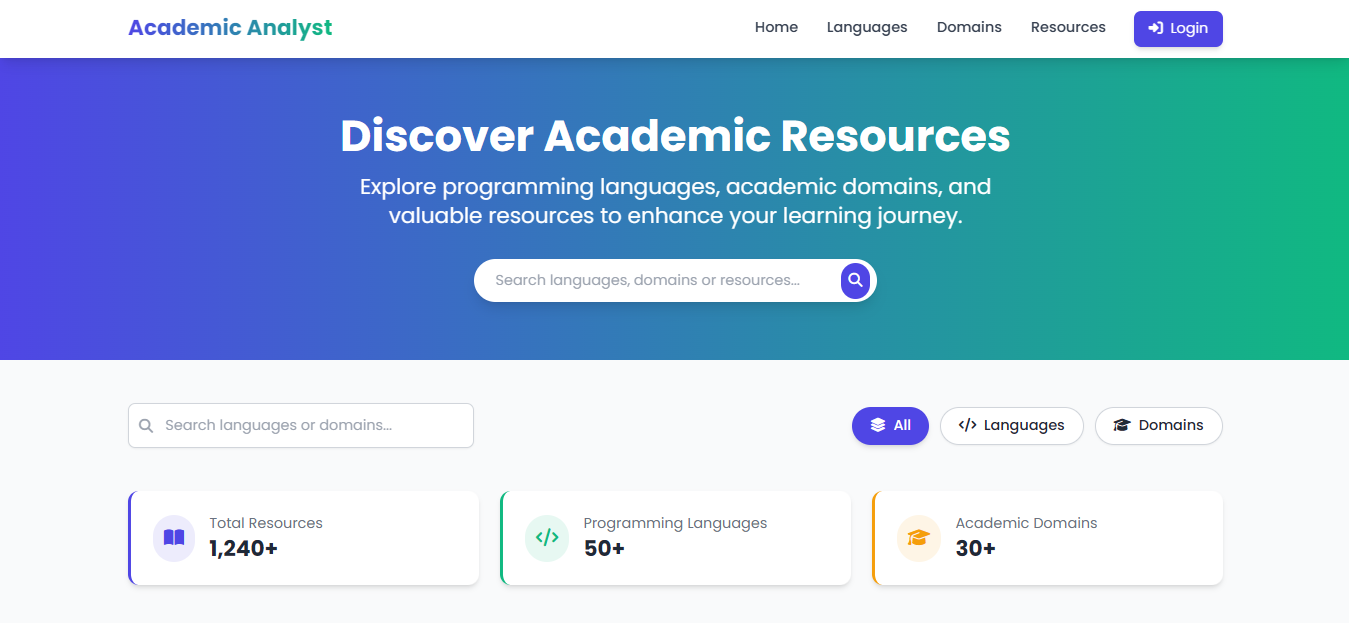 Academic Analyst
Home
Languages
Domains
Resources
Login
Discover Academic Resources
Explore programming languages, academic domains, and
valuable resources to enhance your learning journey.
Search languages, domains or resources...
Search languages or domains...
All
Languages
Domains
Total Resources
1,240+
Programming Languages
50+
Academic Domains
30+